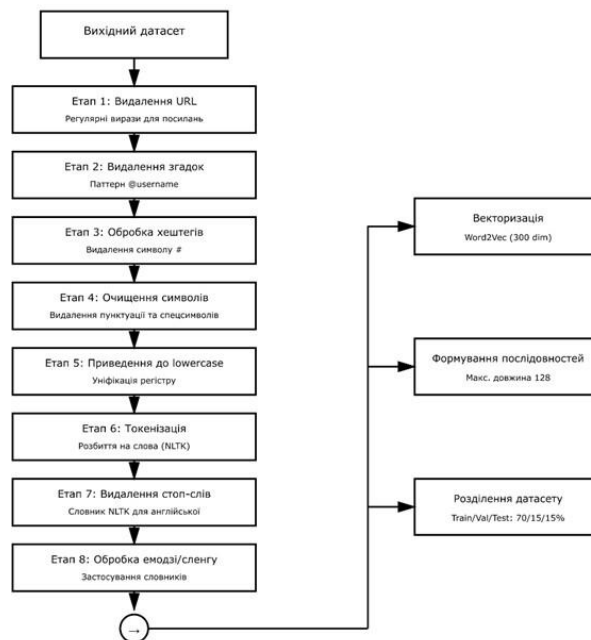 Вихідний датасет
Етап 1: Видалення URL
Регулярні вирази для посилань
Етап 2: Видалення згадок
Паттерн @username
Етап 3: Обробка хештегів
Видалення символу #
Етап 4: Очищення символів
Видалення пунктуації та спецсимволів
Етап 5: Приведення до lowercase
Уніфікація регістру
Етап 6: Токенізація
Розбиття на слова (NLTK)
Етап 7: Видалення стоп-слів
Словник NLTK для англійської
Етап 8: Обробка емодзі/сленгу
Застосування словників
→
Векторизація
Word2Vec (300 dim)
Формування послідовностей
Макс. довжина 128
Розділення датасету
Train/Val/Test: 70/15/15%